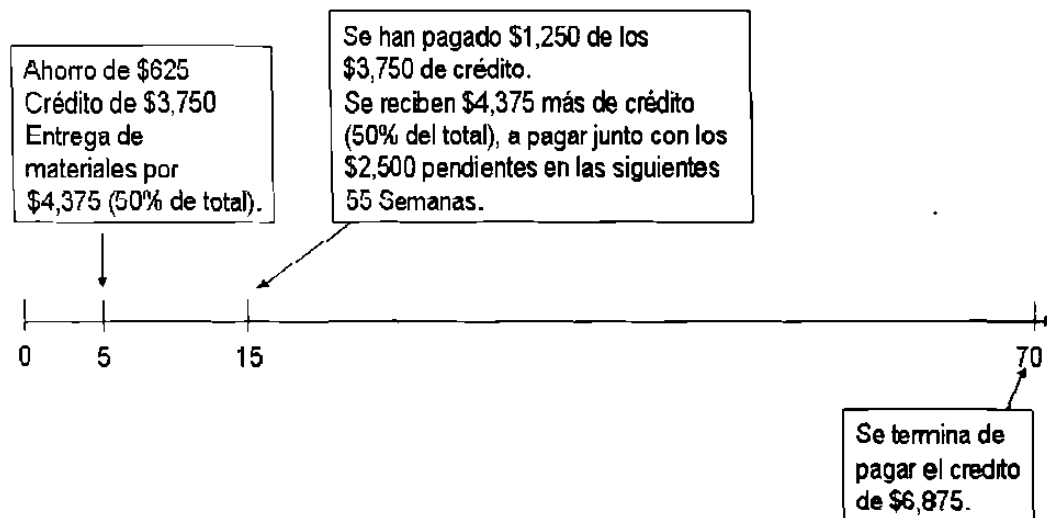 Ahorro de $625
Crédito de $3,750
Entrega de
materiales por
$4,375 (50% de total).
Se han pagado $1,250 de los
$3,750 de crédito.
Se reciben $4,375 más de crédito
(50% del total), a pagar junto con los
$2,500 pendientes en las siguientes
55 Semanas.
0 5 15 70
Se termina de
pagar el credito
de $6,875.